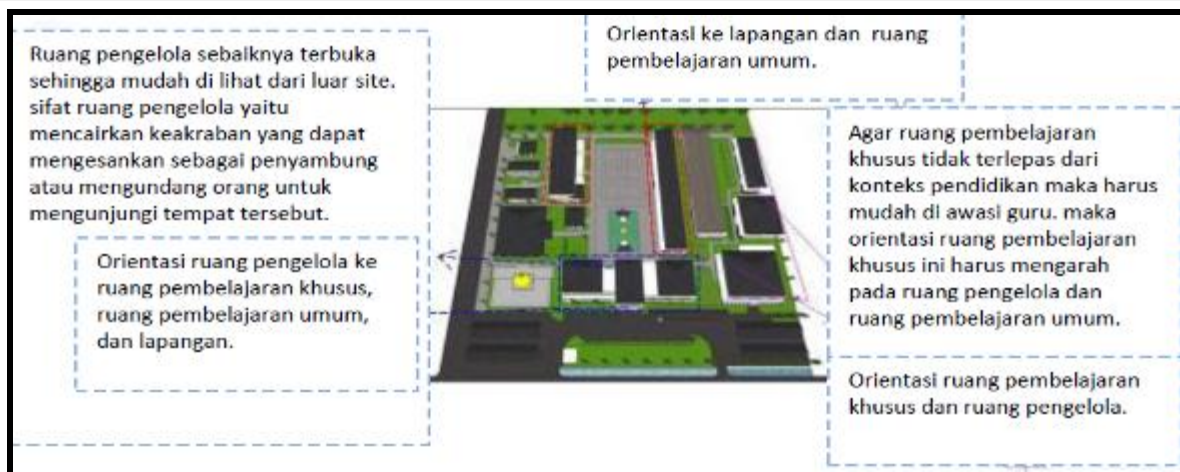 Ruang pengelola sebaiknya terbuka
sehingga mudah di lihat dari luar site.
sifat ruang pengelola yaitu
mencairkan keakraban yang dapat
mengesankan sebagai penyambung
atau mengundang orang untuk
mengunjungi tempat tersebut.
Orientasi ruang pengelola ke
ruang pembelajaran khusus,
ruang pembelajaran umum,
dan lapangan.
Orientasi ke lapangan dan ruang
pembelajaran umum.
Agar ruang pembelajaran
khusus tidak terlepas dari
konteks pendidikan maka harus
mudah di awasi guru. maka
orientasi ruang pembelajaran
khusus ini harus mengarah
pada ruang pengelola dan
ruang pembelajaran umum.
Orientasi ruang pembelajaran
khusus dan ruang pengelola.